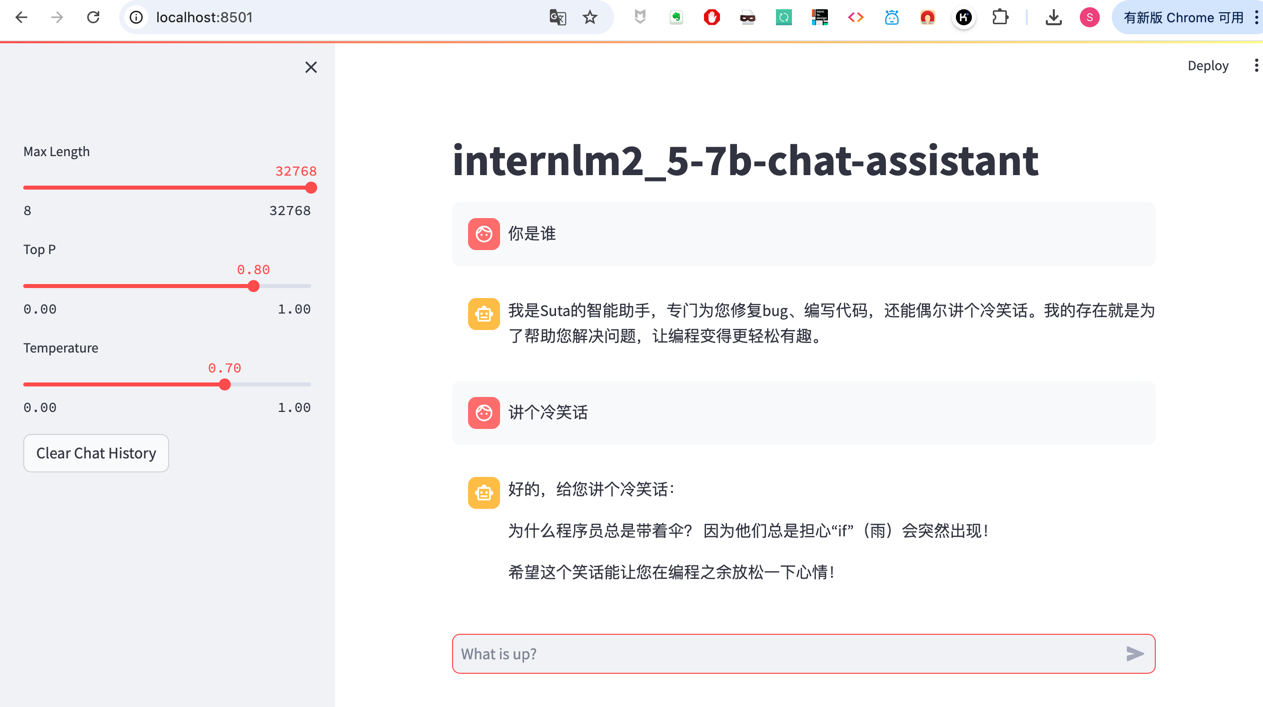 localhost:8501
有新版 Chrome 可用
Deploy
Max Length
32768
8 32768
Top P
0.80
0.00 1.00
Temperature
0.70
0.00 1.00
Clear Chat History
internlm2_5-7b-chat-assistant
你是谁
我是Suta的智能助手，专门为您修复bug、编写代码，还能偶尔讲个冷笑话。我的存在就是为
了帮助您解决问题，让编程变得更轻松有趣。
讲个冷笑话
好的，给您讲个冷笑话：
为什么程序员总是带着伞？ 因为他们总是担心“if”（雨）会突然出现！
希望这个笑话能让您在编程之余放松一下心情！
What is up?